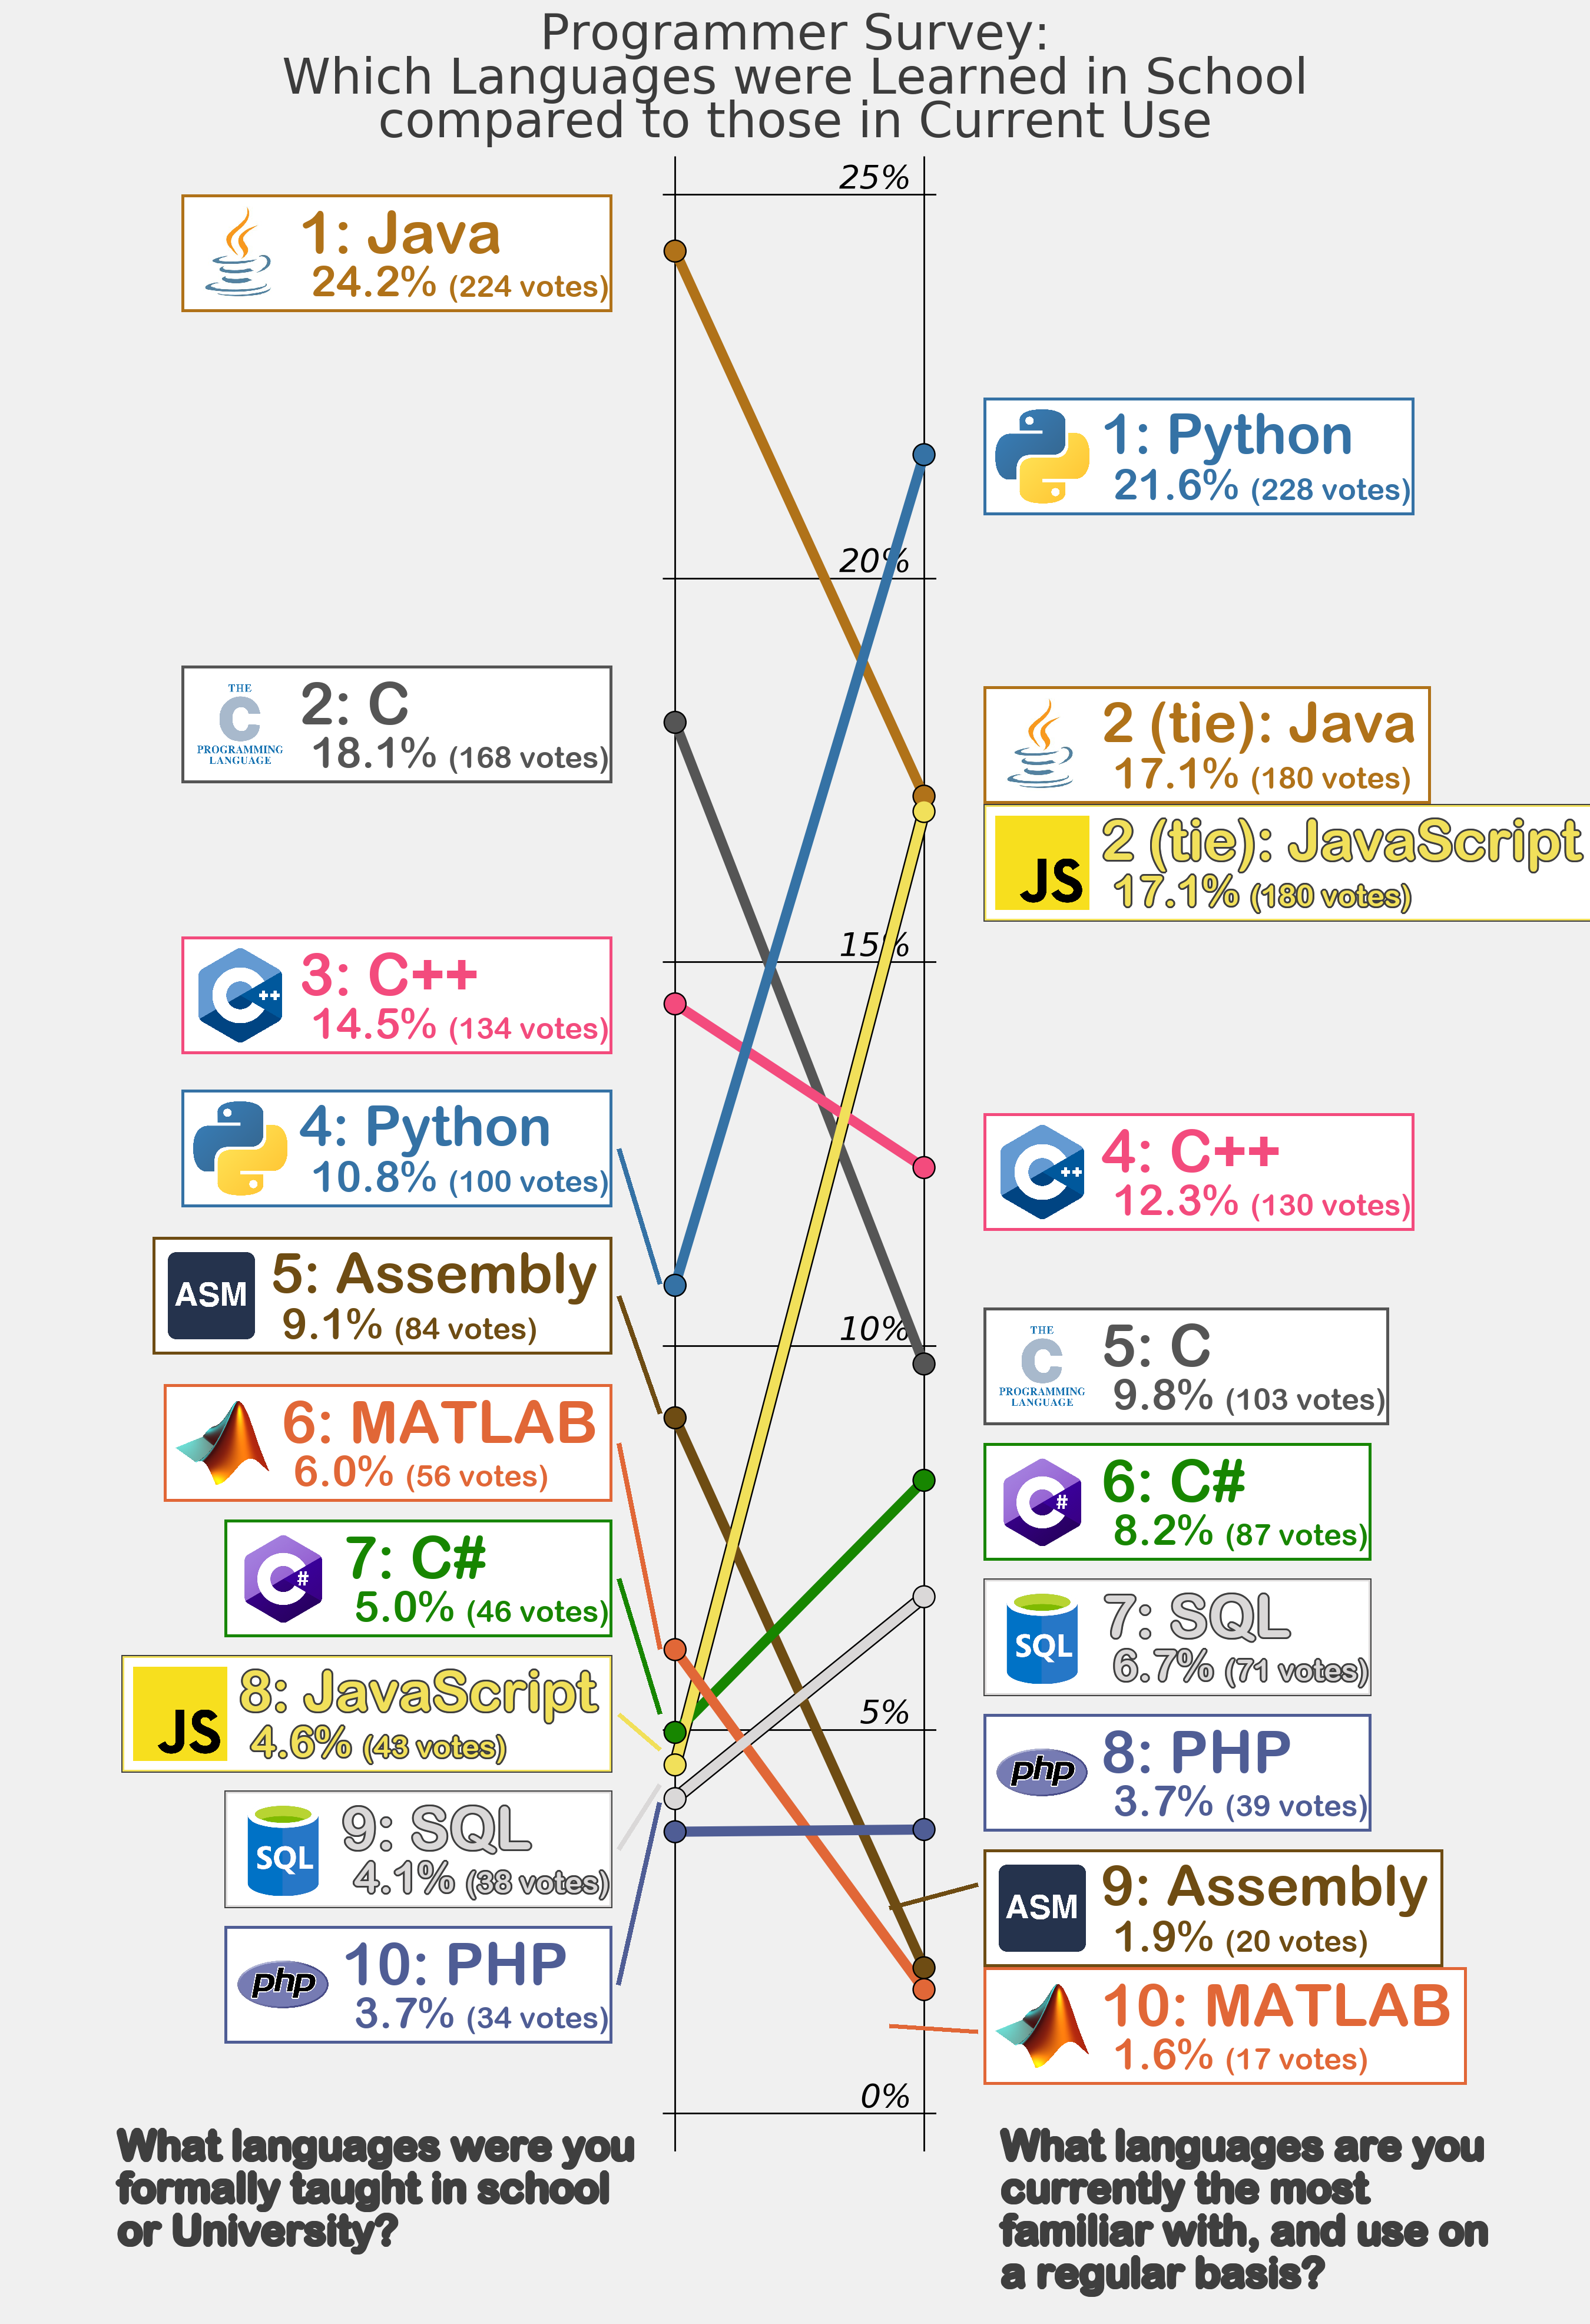 Programmer Survey:
Which Languages were Learned in School
compared to those in Current Use
25%
20%
15%
10%
5%
0%
1: Java
24.2% (224 votes)
THE
C
PROGRAMMING
LANGUAGE
2: C
18.1% (168 votes)
C++
3: C++
14.5% (134 votes)
4: Python
10.8% (100 votes)
ASM
5: Assembly
9.1% (84 votes)
6: MATLAB
6.0% (56 votes)
C#
7: C#
5.0% (46 votes)
JS
8: JavaScript
4.6% (43 votes)
SQL
9: SQL
4.1% (38 votes)
php
10: PHP
3.7% (34 votes)
What languages were you
formally taught in school
or University?
1: Python
21.6% (228 votes)
2 (tie): Java
17.1% (180 votes)
JS
2 (tie): JavaScript
17.1% (180 votes)
C++
4: C++
12.3% (130 votes)
THE
C
PROGRAMMING
LANGUAGE
5: C
9.8% (103 votes)
C#
6: C#
8.2% (87 votes)
SQL
7: SQL
6.7% (71 votes)
php
8: PHP
3.7% (39 votes)
ASM
9: Assembly
1.9% (20 votes)
10: MATLAB
1.6% (17 votes)
What languages are you
currently the most
familiar with, and use on
a regular basis?